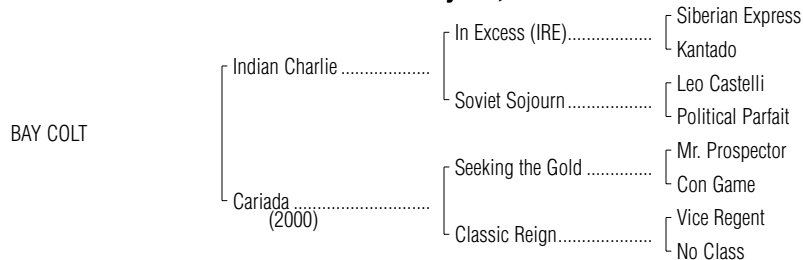 Siberian Express
In Excess (IRE)..................
Kantado
Indian Charlie ...................
Leo Castelli
Soviet Sojourn..................
Political Parfait
BAY COLT
Mr. Prospector
Seeking the Gold ..............
Con Game
Cariada .............................
(2000)
Vice Regent
Classic Reign....................
No Class